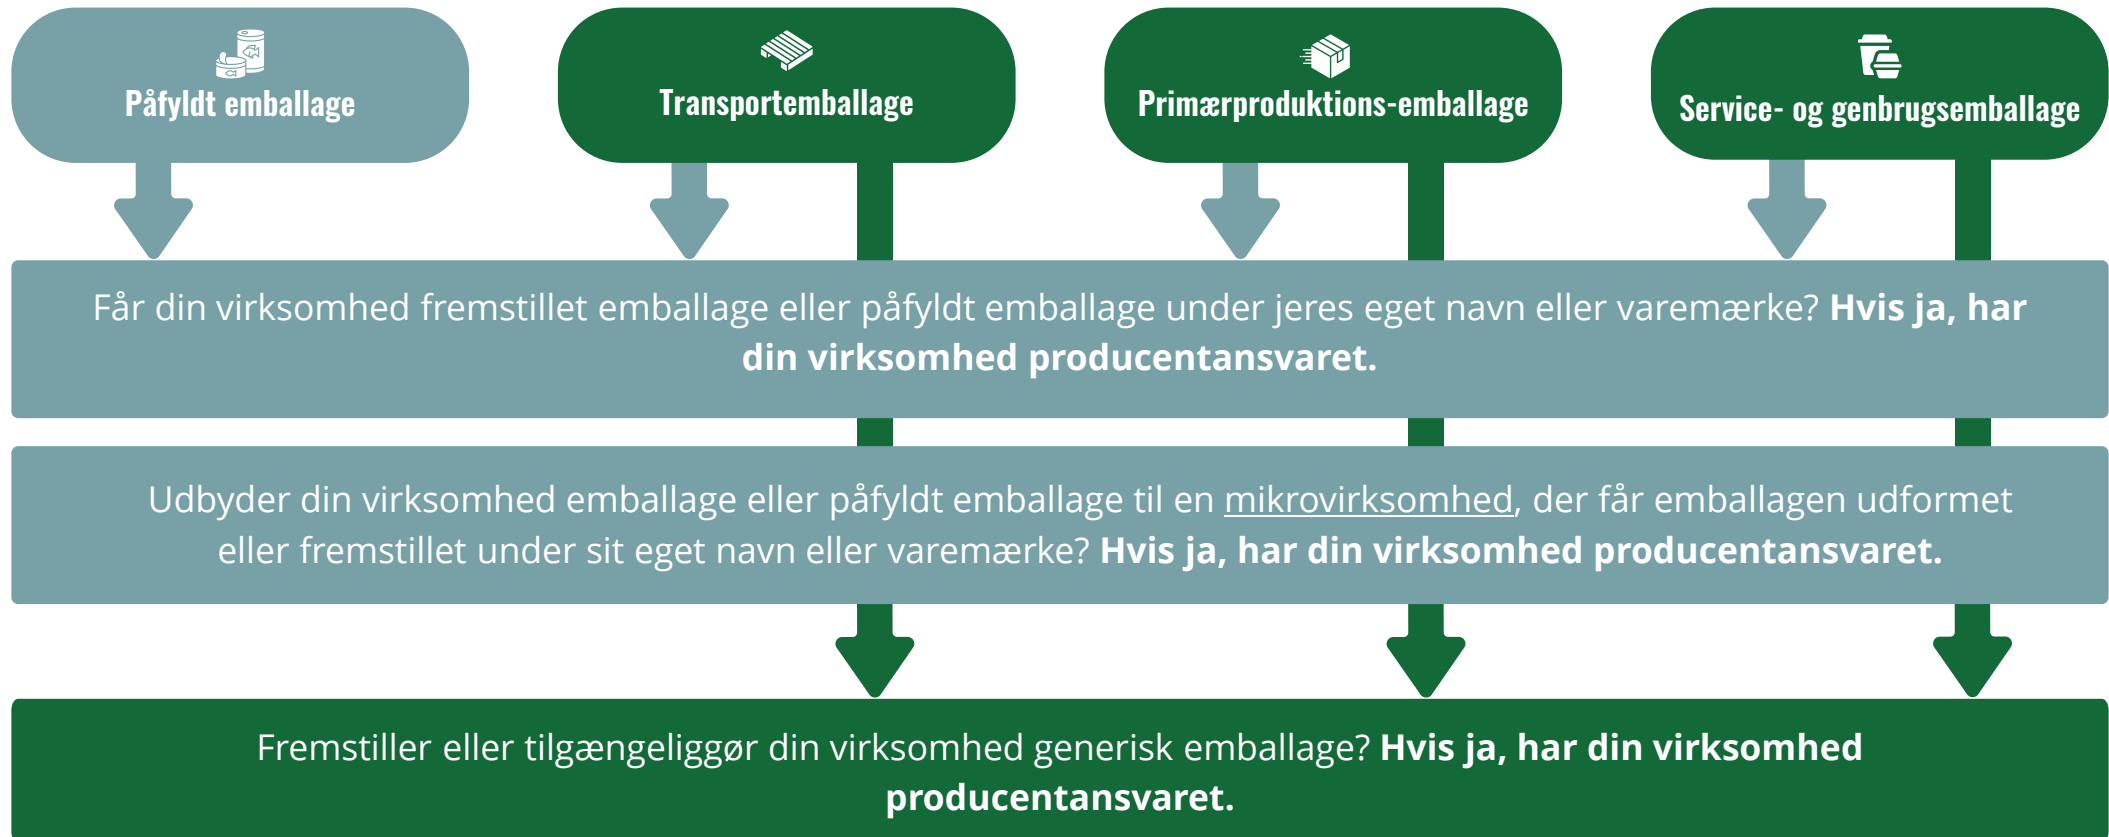 Påfyldt emballage
Transportemballage
Primærproduktions-emballage
Service- og genbrugsemballage
Får din virksomhed fremstillet emballage eller påfyldt emballage under jeres eget navn eller varemærke? Hvis ja, har
din virksomhed producentansvaret.
Udbyder din virksomhed emballage eller påfyldt emballage til en mikrovirksomhed, der får emballagen udformet
eller fremstillet under sit eget navn eller varemærke? Hvis ja, har din virksomhed producentansvaret.
Fremstiller eller tilgængeliggør din virksomhed generisk emballage? Hvis ja, har din virksomhed
producentansvaret.